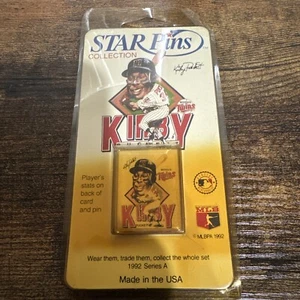 STAR Pins
COLLECTION
Twins
KIRBY
Player's
stats on
back of
card
and pin
KIRBY
MLB
© MLBPA 1992
Wear them, trade them, collect the whole set
1992 Series A
Made in the USA